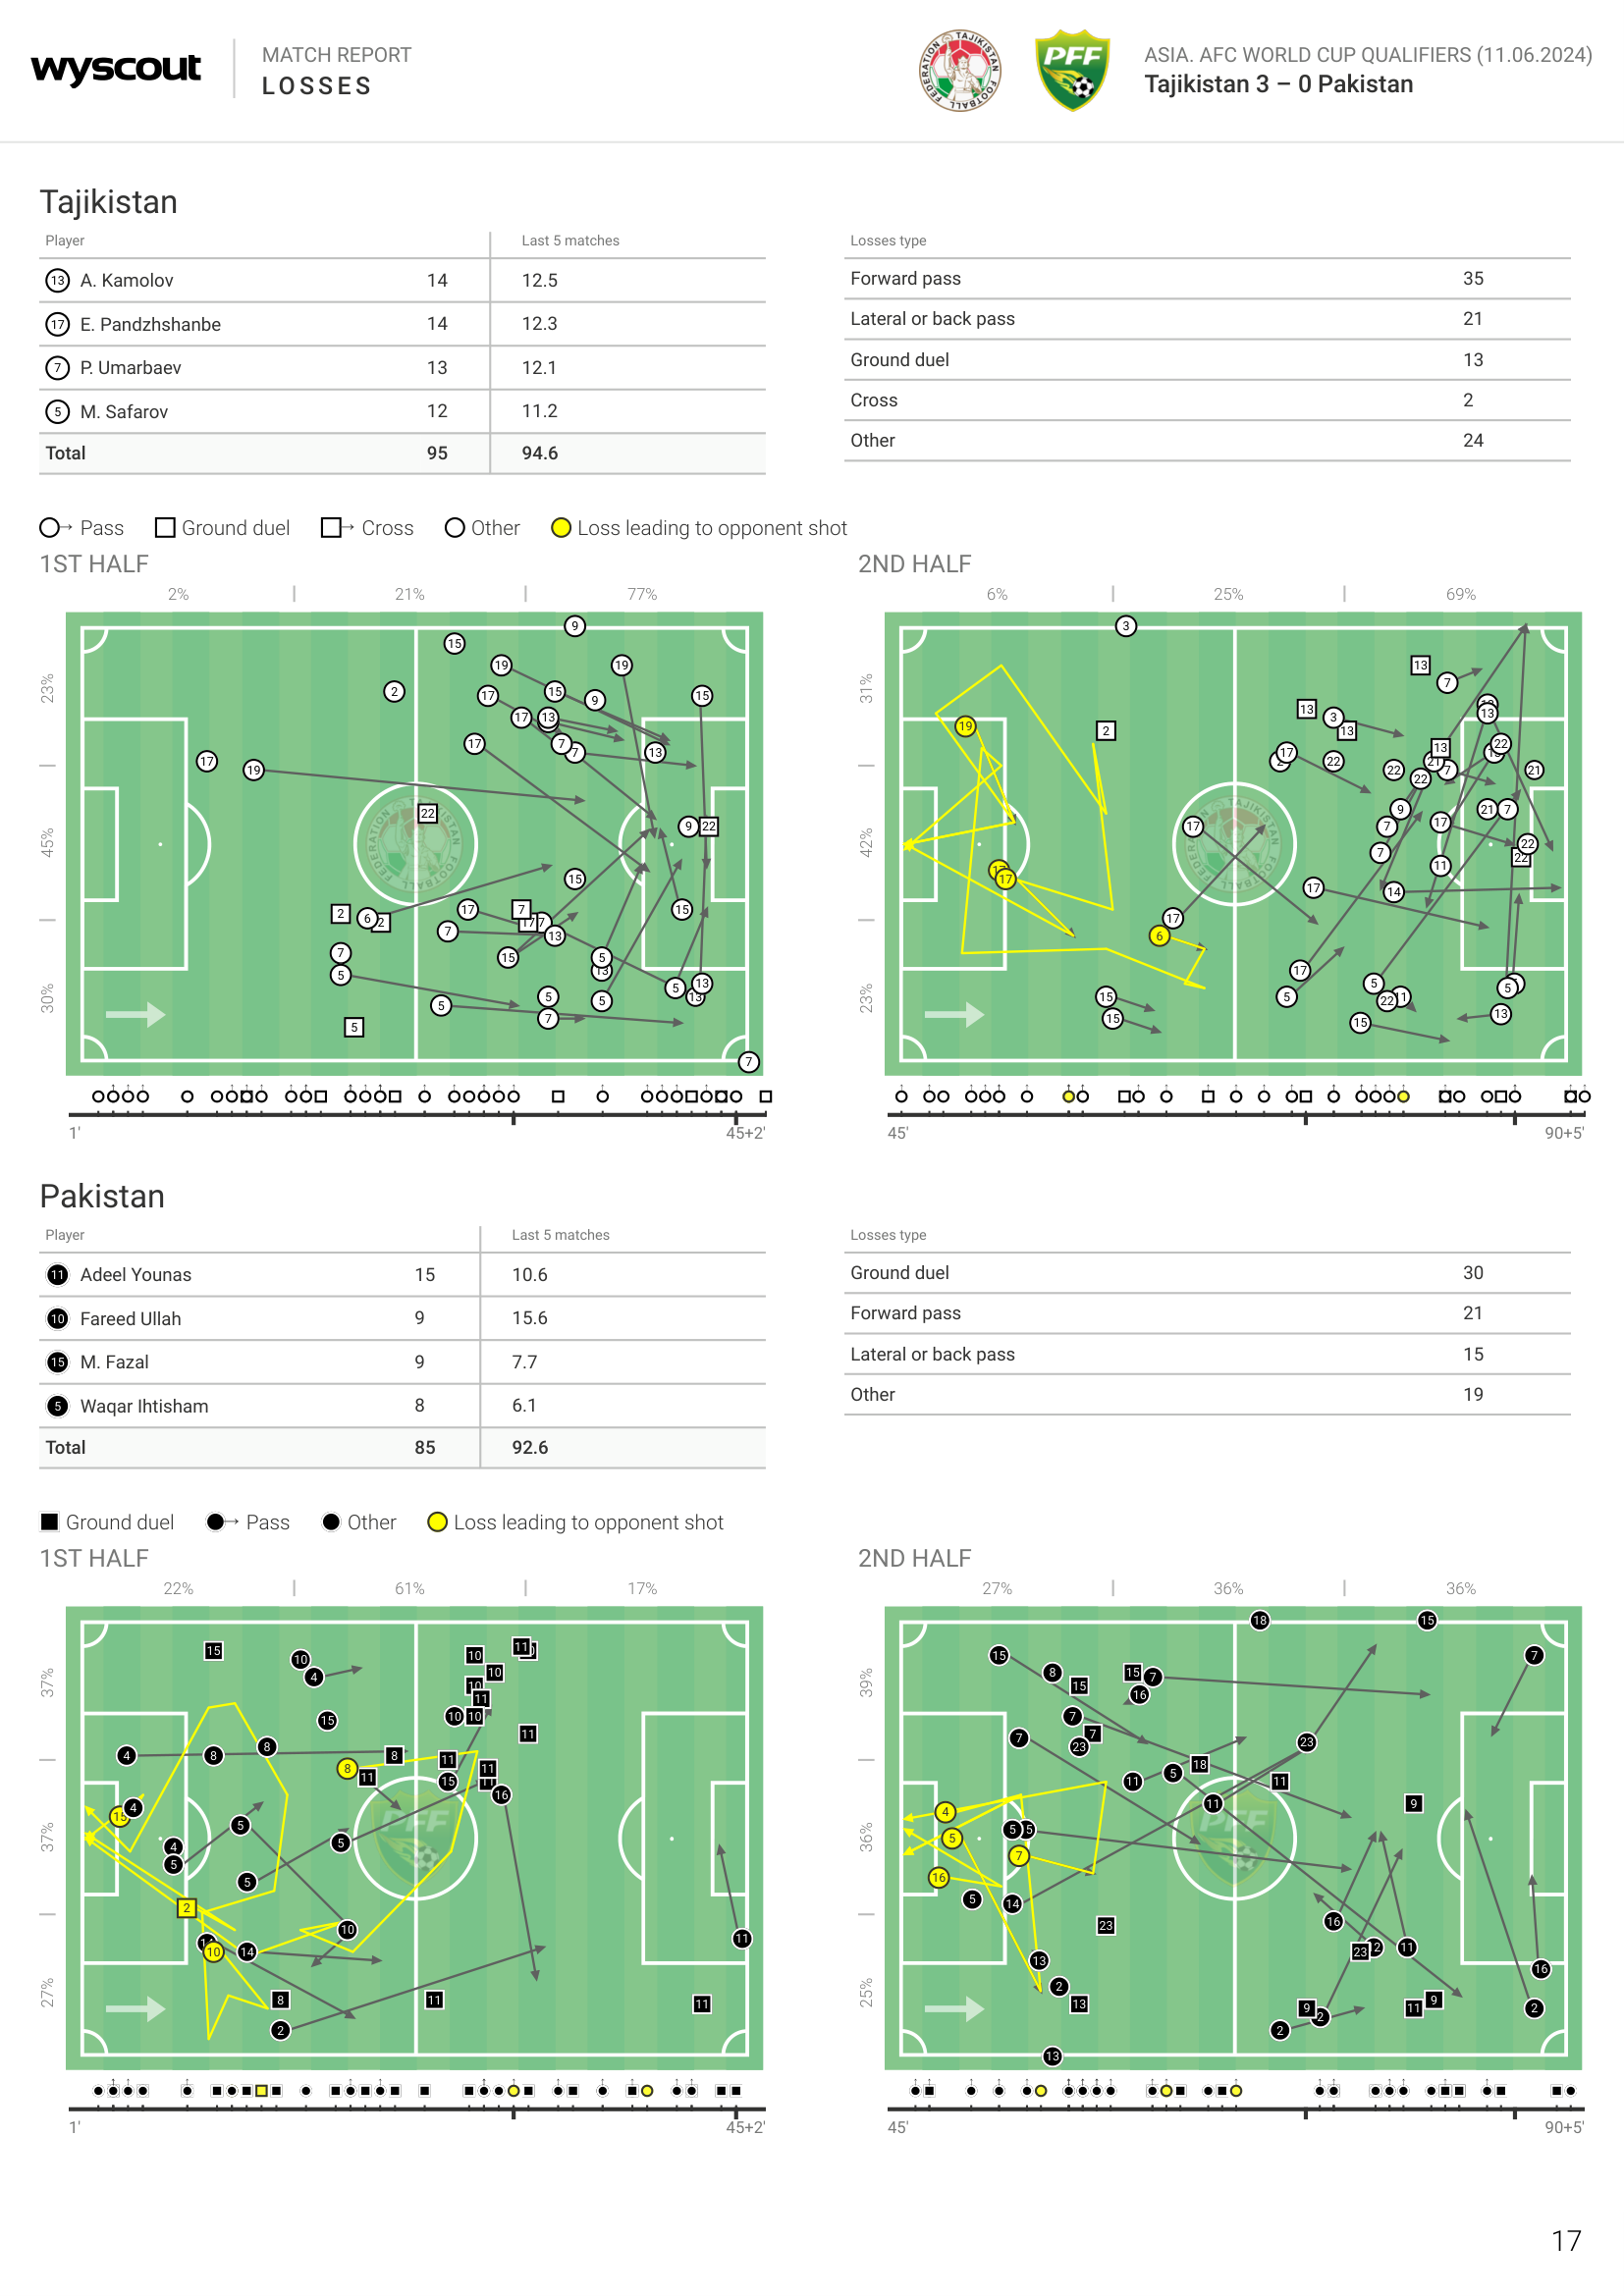 wyscout
MATCH REPORT
LOSSES
ASIA. AFC WORLD CUP QUALIFIERS (11.06.2024)
Tajikistan 3 – 0 Pakistan
Tajikistan
Player Last 5 matches
13 A. Kamolov 14 12.5
17 E. Pandzhshanbe 14 12.3
7 P. Umarbaev 13 12.1
5 M. Safarov 12 11.2
Total 95 94.6
Losses type
Forward pass 35
Lateral or back pass 21
Ground duel 13
Cross 2
Other 24
Pass Ground duel Cross Other Loss leading to opponent shot
1ST HALF
2% 21% 77%
23%
45%
30%
1' 45+2'
2ND HALF
6% 25% 69%
31%
42%
23%
45' 90+5'
Pakistan
Player Last 5 matches
11 Adeel Younas 15 10.6
10 Fareed Ullah 9 15.6
15 M. Fazal 9 7.7
5 Waqar Ihtisham 8 6.1
Total 85 92.6
Losses type
Ground duel 30
Forward pass 21
Lateral or back pass 15
Other 19
Ground duel Pass Other Loss leading to opponent shot
1ST HALF
22% 61% 17%
37%
37%
27%
1' 45+2'
2ND HALF
27% 36% 36%
39%
36%
25%
45' 90+5'
17